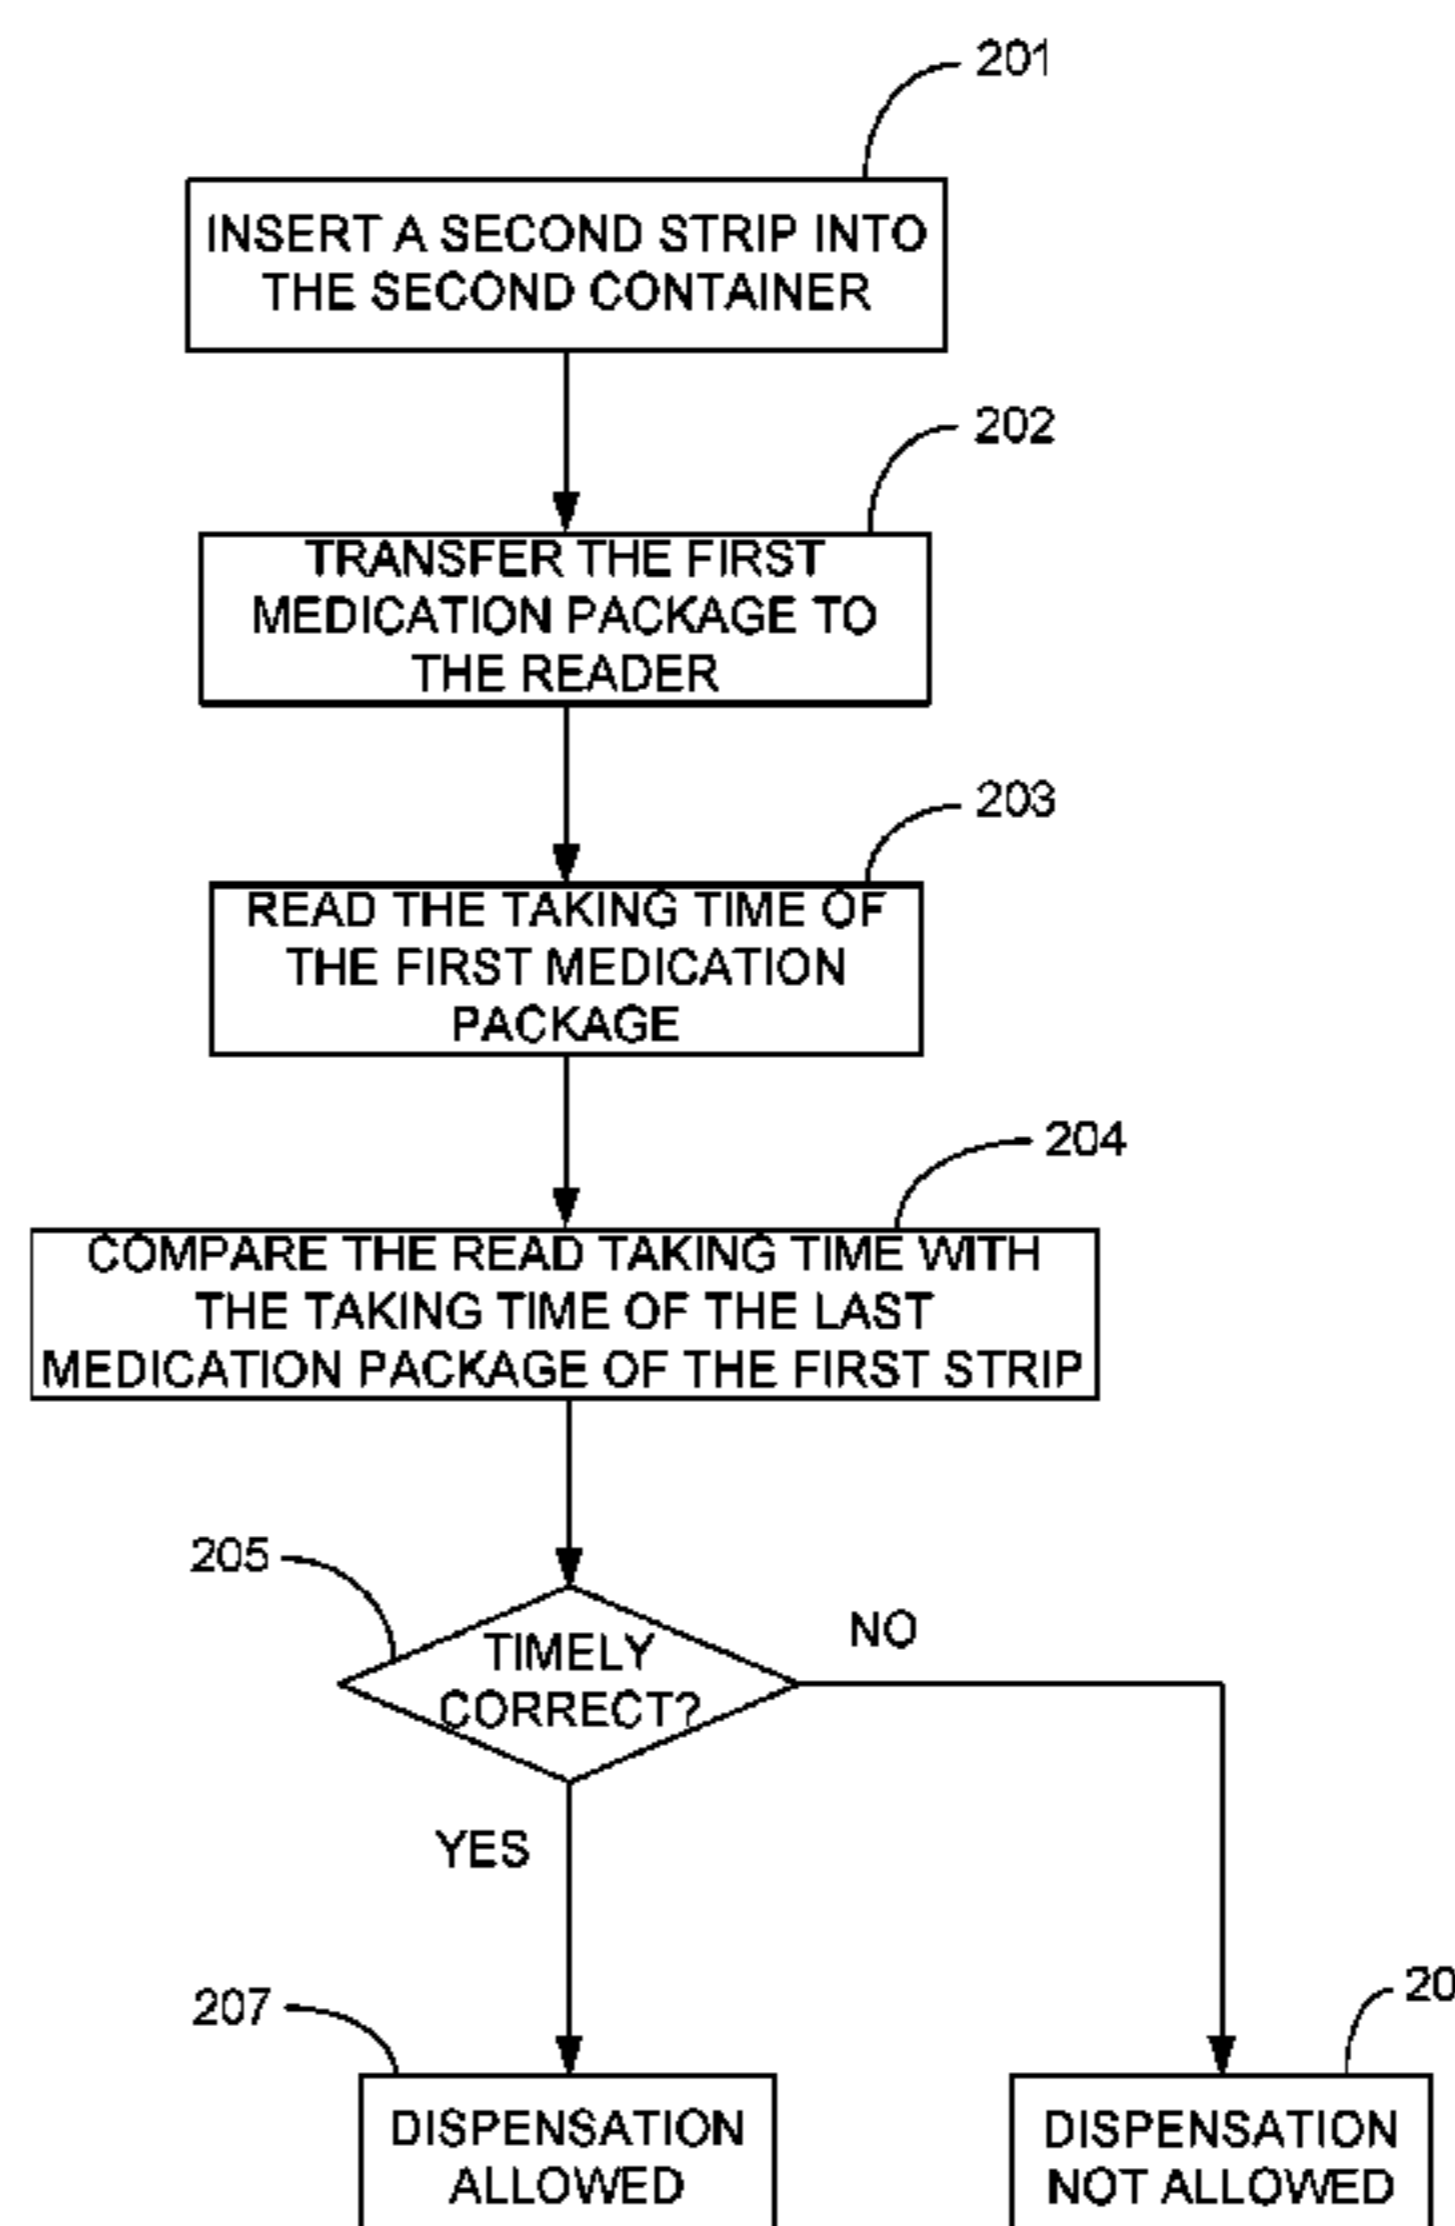 201
INSERT A SECOND STRIP INTO
THE SECOND CONTAINER
202
TRANSFER THE FIRST
MEDICATION PACKAGE TO
THE READER
203
READ THE TAKING TIME OF
THE FIRST MEDICATION
PACKAGE
204
COMPARE THE READ TAKING TIME WITH
THE TAKING TIME OF THE LAST
MEDICATION PACKAGE OF THE FIRST STRIP
205
TIMELY
CORRECT?
NO
YES
207
DISPENSATION
ALLOWED
DISPENSATION
NOT ALLOWED